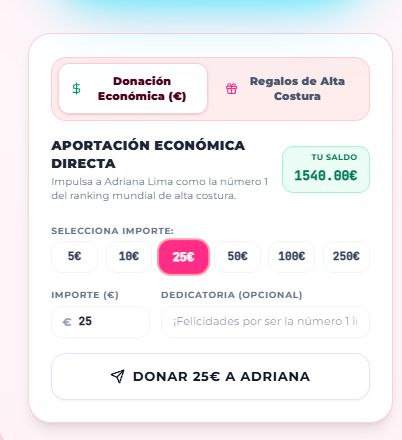 Donación
Económica (€)
Regalos de Alta
Costura
APORTACIÓN ECONÓMICA
DIRECTA
Impulsa a Adriana Lima como la número 1
del ranking mundial de alta costura.
TU SALDO
1540.00€
SELECCIONA IMPORTE:
5€ 10€ 25€ 50€ 100€ 250€
IMPORTE (€) DEDICATORIA (OPCIONAL)
€ 25 ¡Felicidades por ser la número 1
DONAR 25€ A ADRIANA